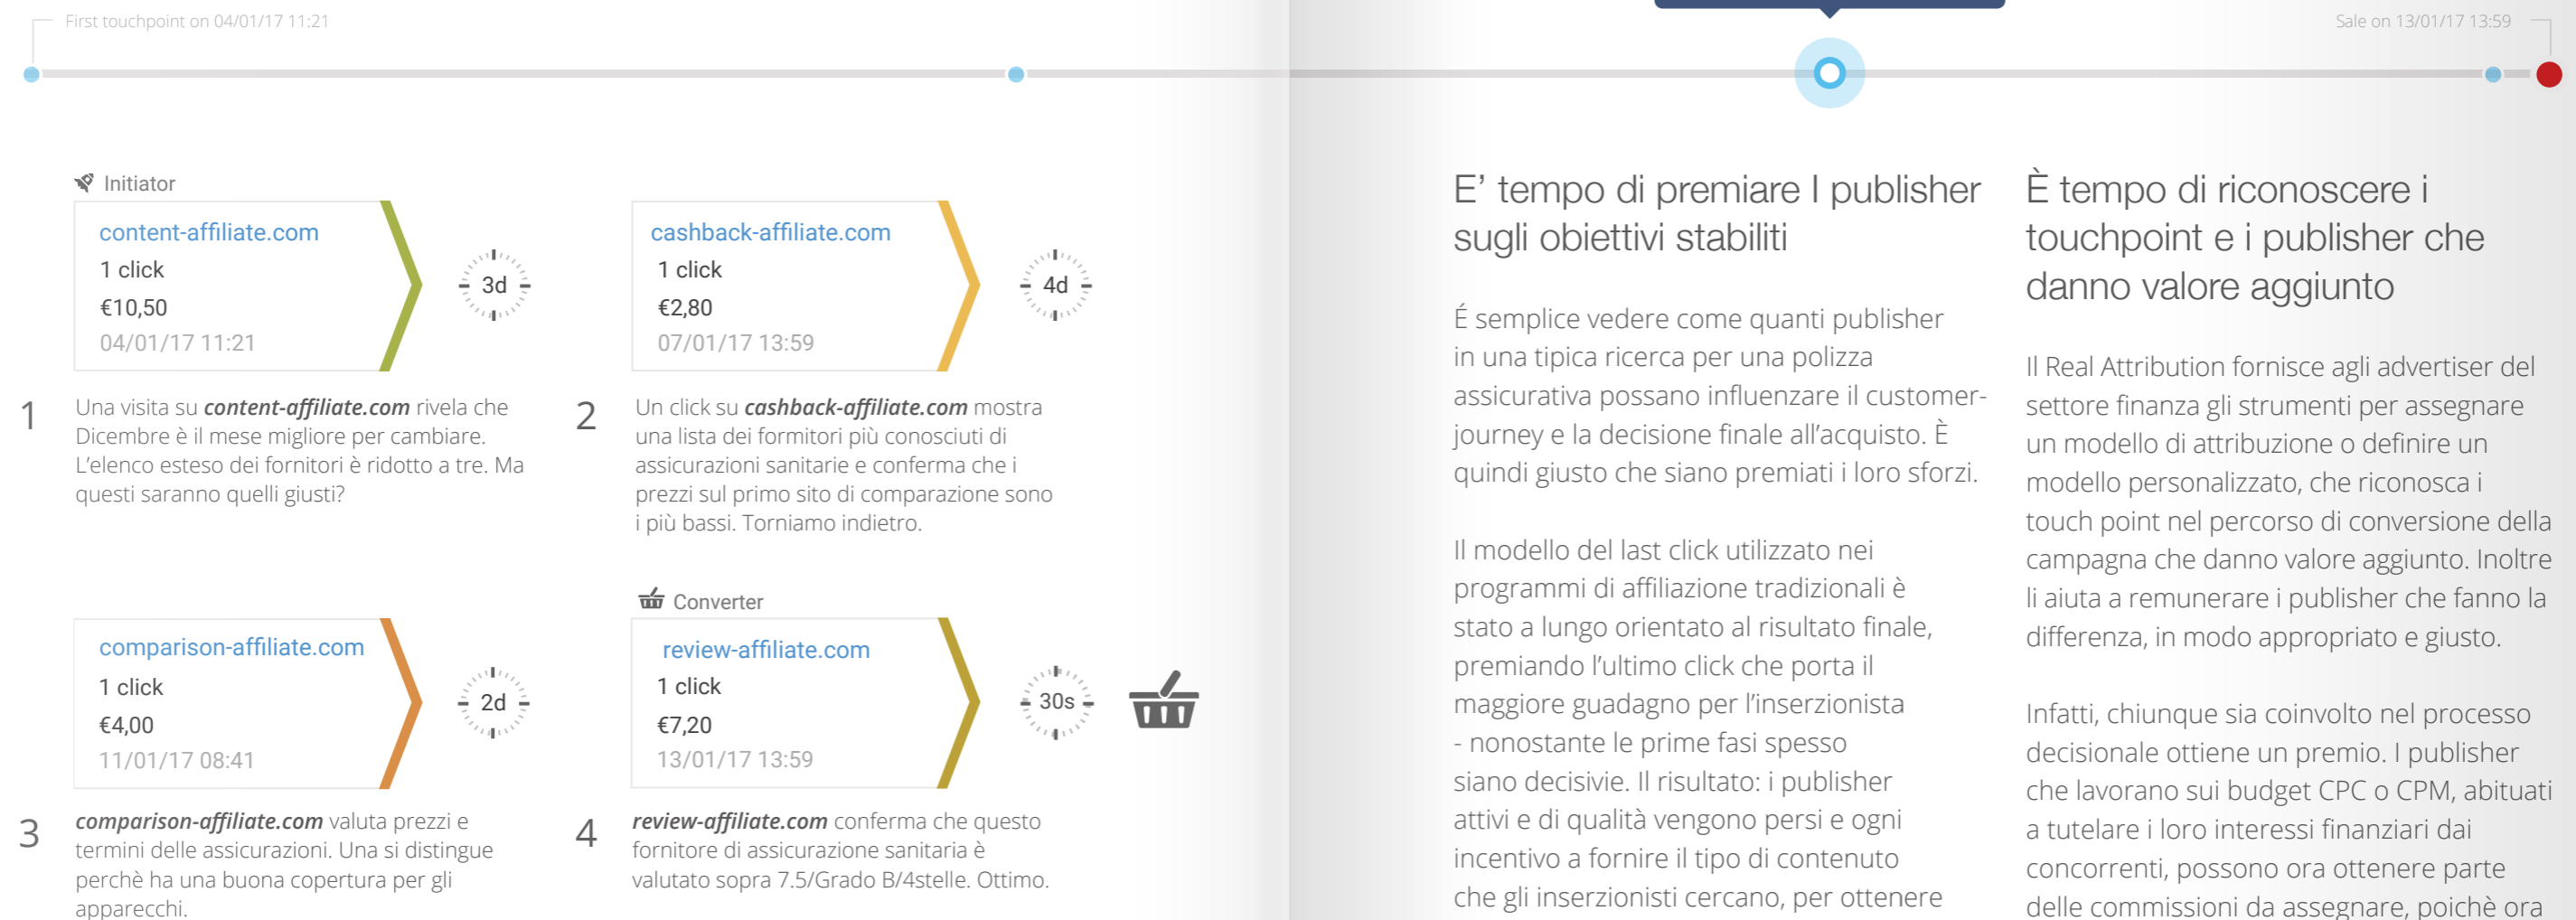 First touchpoint on 04/01/17 11:21
Sale on 13/01/17 13:59
Initiator
content-affiliate.com
1 click
€10,50
04/01/17 11:21
3d
1
Una visita su content-affiliate.com rivela che
Dicembre è il mese migliore per cambiare.
L'elenco esteso dei fornitori è ridotto a tre. Ma
questi saranno quelli giusti?
cashback-affiliate.com
1 click
€2,80
07/01/17 13:59
4d
2
Un click su cashback-affiliate.com mostra
una lista dei formitori più conosciuti di
assicurazioni sanitarie e conferma che i
prezzi sul primo sito di comparazione sono
i più bassi. Torniamo indietro.
comparison-affiliate.com
1 click
€4,00
11/01/17 08:41
2d
3
comparison-affiliate.com valuta prezzi e
termini delle assicurazioni. Una si distingue
perchè ha una buona copertura per gli
apparecchi.
Converter
review-affiliate.com
1 click
€7,20
13/01/17 13:59
30s
4
review-affiliate.com conferma che questo
fornitore di assicurazione sanitaria è
valutato sopra 7.5/Grado B/4stelle. Ottimo.
E' tempo di premiare I publisher
sugli obiettivi stabiliti
É semplice vedere come quanti publisher
in una tipica ricerca per una polizza
assicurativa possano influenzare il customer-
journey e la decisione finale all'acquisto. È
quindi giusto che siano premiati i loro sforzi.
Il modello del last click utilizzato nei
programmi di affiliazione tradizionali è
stato a lungo orientato al risultato finale,
premiando l'ultimo click che porta il
maggiore guadagno per l'inserzionista
- nonostante le prime fasi spesso
siano decisivie. Il risultato: i publisher
attivi e di qualità vengono persi e ogni
incentivo a fornire il tipo di contenuto
che gli inserzionisti cercano, per ottenere
È tempo di riconoscere i
touchpoint e i publisher che
danno valore aggiunto
Il Real Attribution fornisce agli advertiser del
settore finanza gli strumenti per assegnare
un modello di attribuzione o definire un
modello personalizzato, che riconosca i
touch point nel percorso di conversione della
campagna che danno valore aggiunto. Inoltre
li aiuta a remunerare i publisher che fanno la
differenza, in modo appropriato e giusto.
Infatti, chiunque sia coinvolto nel processo
decisionale ottiene un premio. I publisher
che lavorano sui budget CPC o CPM, abituati
a tutelare i loro interessi finanziari dai
concorrenti, possono ora ottenere parte
delle commissioni da assegnare, poichè ora